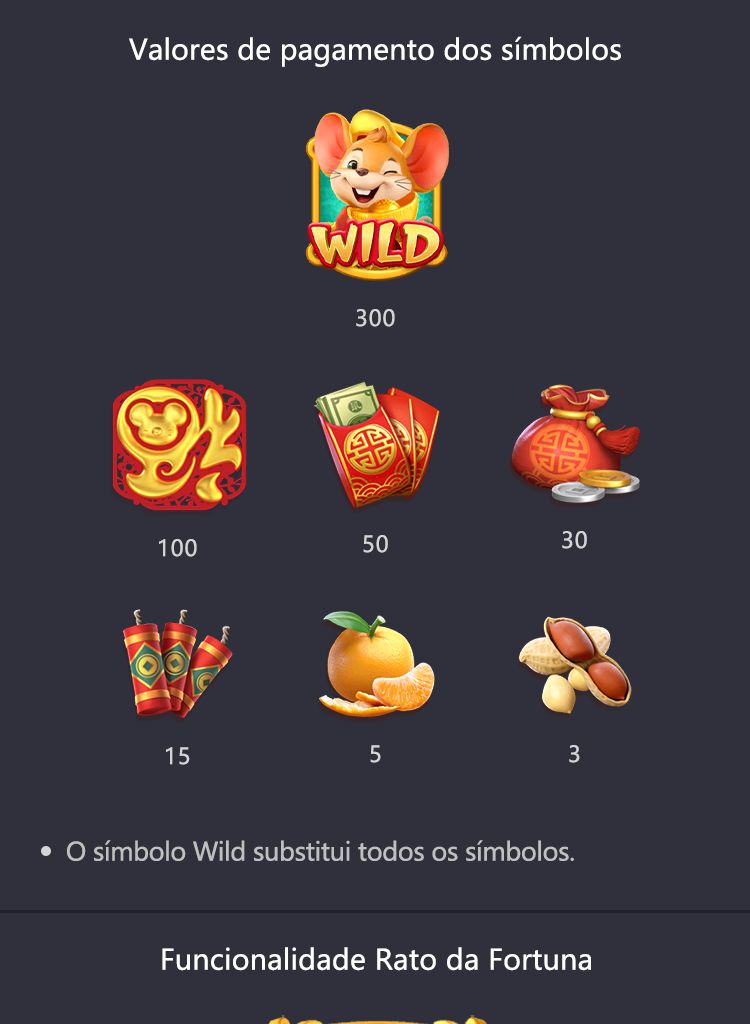 Valores de pagamento dos símbolos
WILD
300
100
50
30
15
5
3
• O símbolo Wild substitui todos os símbolos.
Funcionalidade Rato da Fortuna